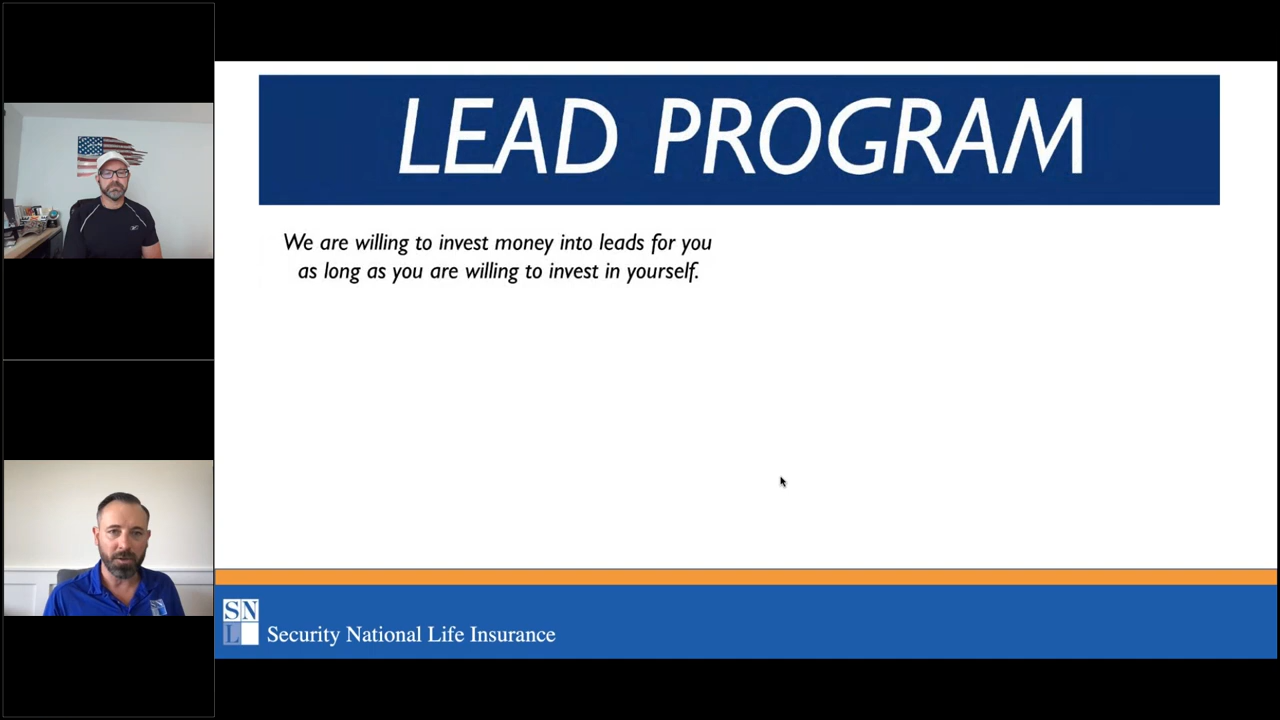 LEAD PROGRAM
We are willing to invest money into leads for you
as long as you are willing to invest in yourself.
SN
L
Security National Life Insurance